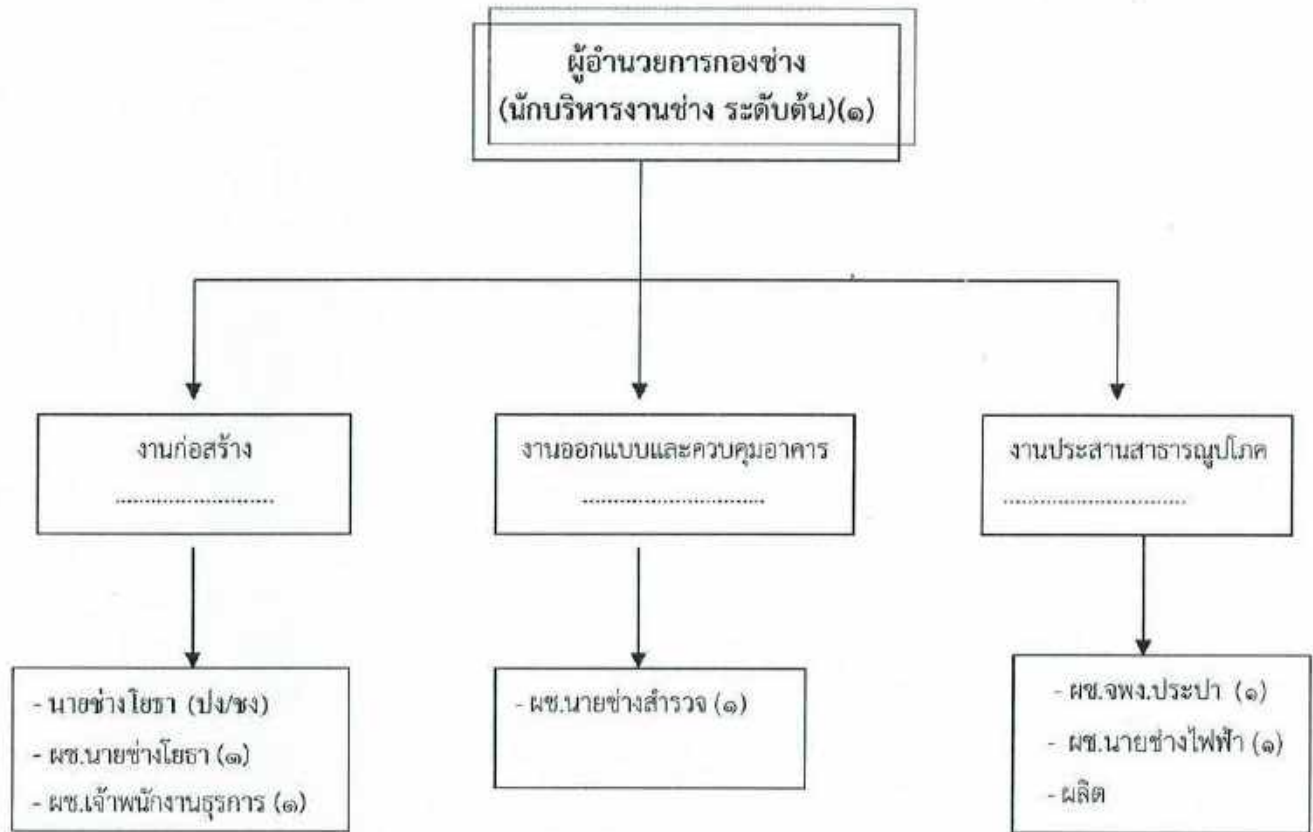 ผู้อำนวยการกองช่าง
(นักบริหารงานช่าง ระดับต้น)(๑)
งานก่อสร้าง
............................
งานออกแบบและควบคุมอาคาร
................................
งานประสานสาธารณูปโภค
................................
- นายช่างโยธา (ปง/ชง)
- ผช.นายช่างโยธา (๑)
- ผช.เจ้าพนักงานธุรการ (๑)
- ผช.นายช่างสำรวจ (๑)
- ผช.จพง.ประปา (๑)
- ผช.นายช่างไฟฟ้า (๑)
- ผลิต